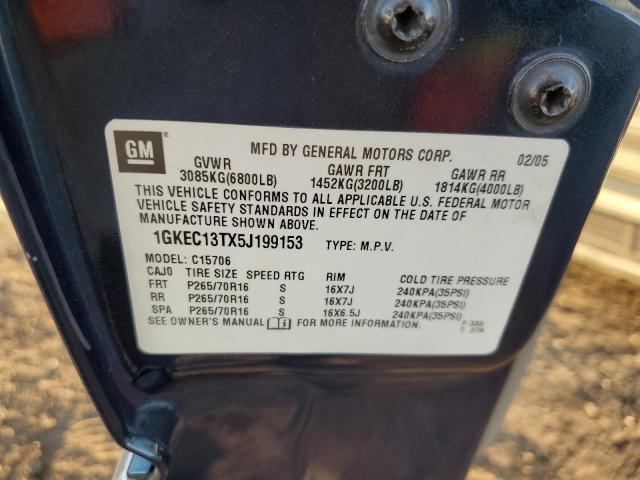 GM
MFD BY GENERAL MOTORS CORP. 02/05
GVWR GAWR FRT GAWR RR
3085KG(6800LB) 1452KG(3200LB) 1814KG(4000LB)
THIS VEHICLE CONFORMS TO ALL APPLICABLE U.S. FEDERAL MOTOR
VEHICLE SAFETY STANDARDS IN EFFECT ON THE DATE OF
MANUFACTURE SHOWN ABOVE.
1GKEC13TX5J199153 TYPE: M.P.V.
MODEL: C15706
CAJO TIRE SIZE SPEED RTG RIM COLD TIRE PRESSURE
FRT P265/70R16 S 16X7J 240KPA(35PSI)
RR P265/70R16 S 16X7J 240KPA(35PSI)
SPA P265/70R16 S 16X6.5J 240KPA(35PSI)
SEE OWNER'S MANUAL FOR MORE INFORMATION.